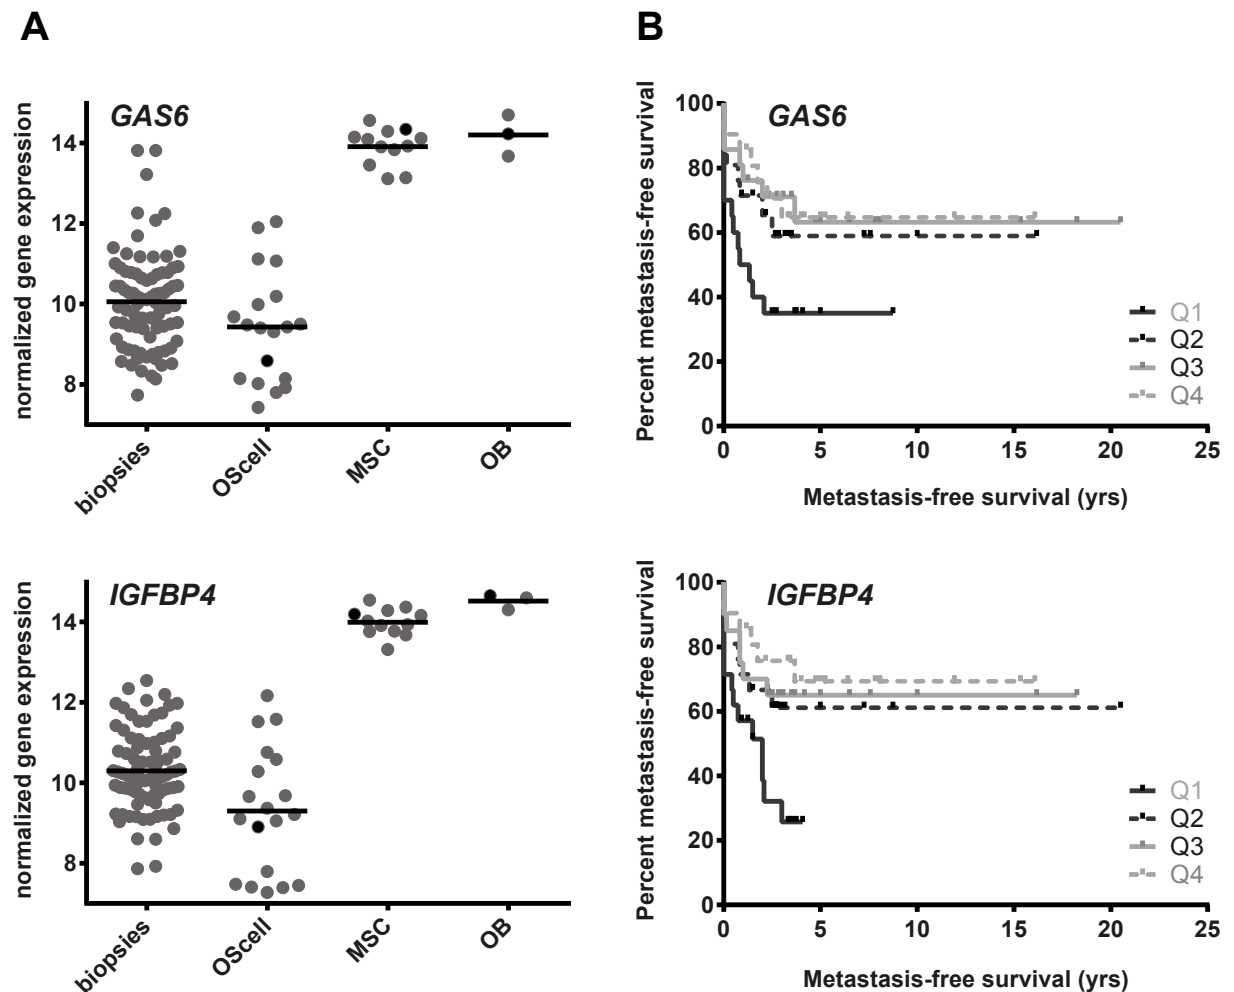 A
GAS6
normalized gene expression
14
12
10
8
biopsies
OScell
MSC
OB
IGFBP4
normalized gene expression
14
12
10
8
biopsies
OScell
MSC
OB
B
GAS6
Percent metastasis-free survival
100
80
60
40
20
0
0 5 10 15 20 25
Metastasis-free survival (yrs)
Q1
Q2
Q3
Q4
IGFBP4
Percent metastasis-free survival
100
80
60
40
20
0
0 5 10 15 20 25
Metastasis-free survival (yrs)
Q1
Q2
Q3
Q4